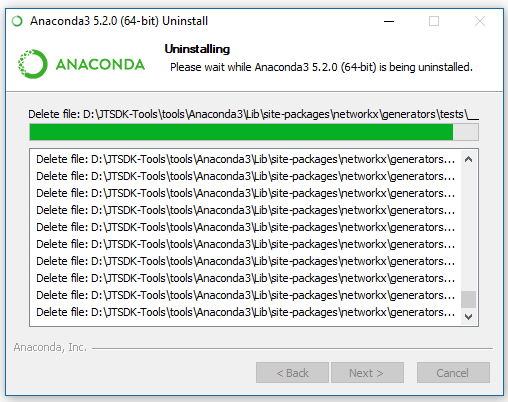 Anaconda3 5.2.0 (64-bit) Uninstall
ANACONDA
Uninstalling
Please wait while Anaconda3 5.2.0 (64-bit) is being uninstalled.
Delete file: D:\JTSDK-Tools\tools\Anaconda3\Lib\site-packages\networkx\generators\tests\__
Delete file: D:\JTSDK-Tools\tools\Anaconda3\Lib\site-packages\networkx\generators...
Delete file: D:\JTSDK-Tools\tools\Anaconda3\Lib\site-packages\networkx\generators...
Delete file: D:\JTSDK-Tools\tools\Anaconda3\Lib\site-packages\networkx\generators...
Delete file: D:\JTSDK-Tools\tools\Anaconda3\Lib\site-packages\networkx\generators...
Delete file: D:\JTSDK-Tools\tools\Anaconda3\Lib\site-packages\networkx\generators...
Delete file: D:\JTSDK-Tools\tools\Anaconda3\Lib\site-packages\networkx\generators...
Delete file: D:\JTSDK-Tools\tools\Anaconda3\Lib\site-packages\networkx\generators...
Delete file: D:\JTSDK-Tools\tools\Anaconda3\Lib\site-packages\networkx\generators...
Delete file: D:\JTSDK-Tools\tools\Anaconda3\Lib\site-packages\networkx\generators...
Delete file: D:\JTSDK-Tools\tools\Anaconda3\Lib\site-packages\networkx\generators...
Anaconda, Inc.
< Back
Next >
Cancel